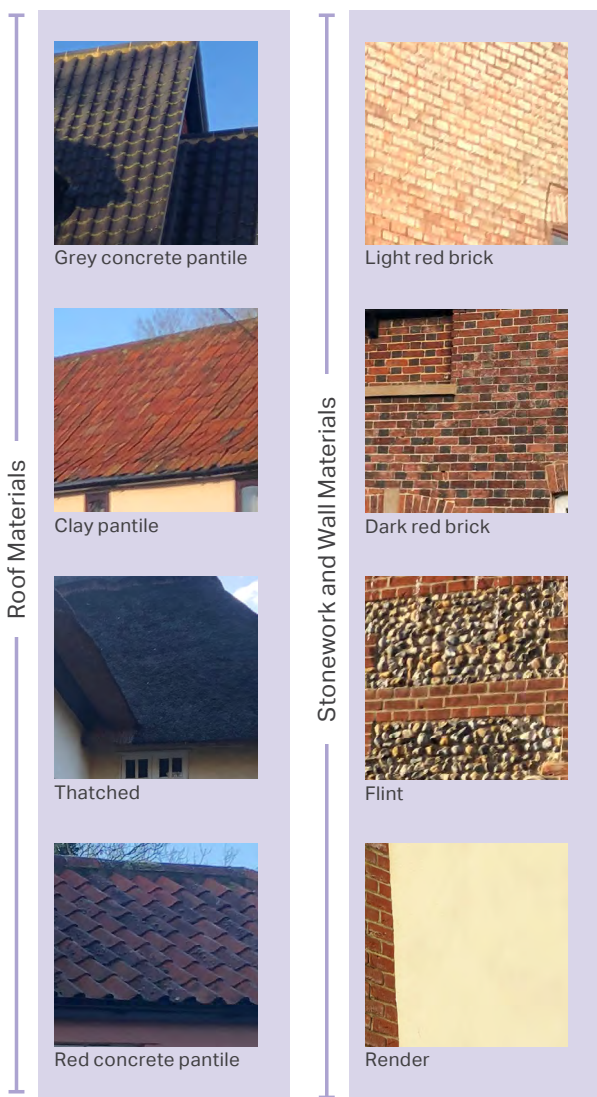 Roof Materials
Grey concrete pantile
Clay pantile
Thatched
Red concrete pantile
Stonework and Wall Materials
Light red brick
Dark red brick
Flint
Render